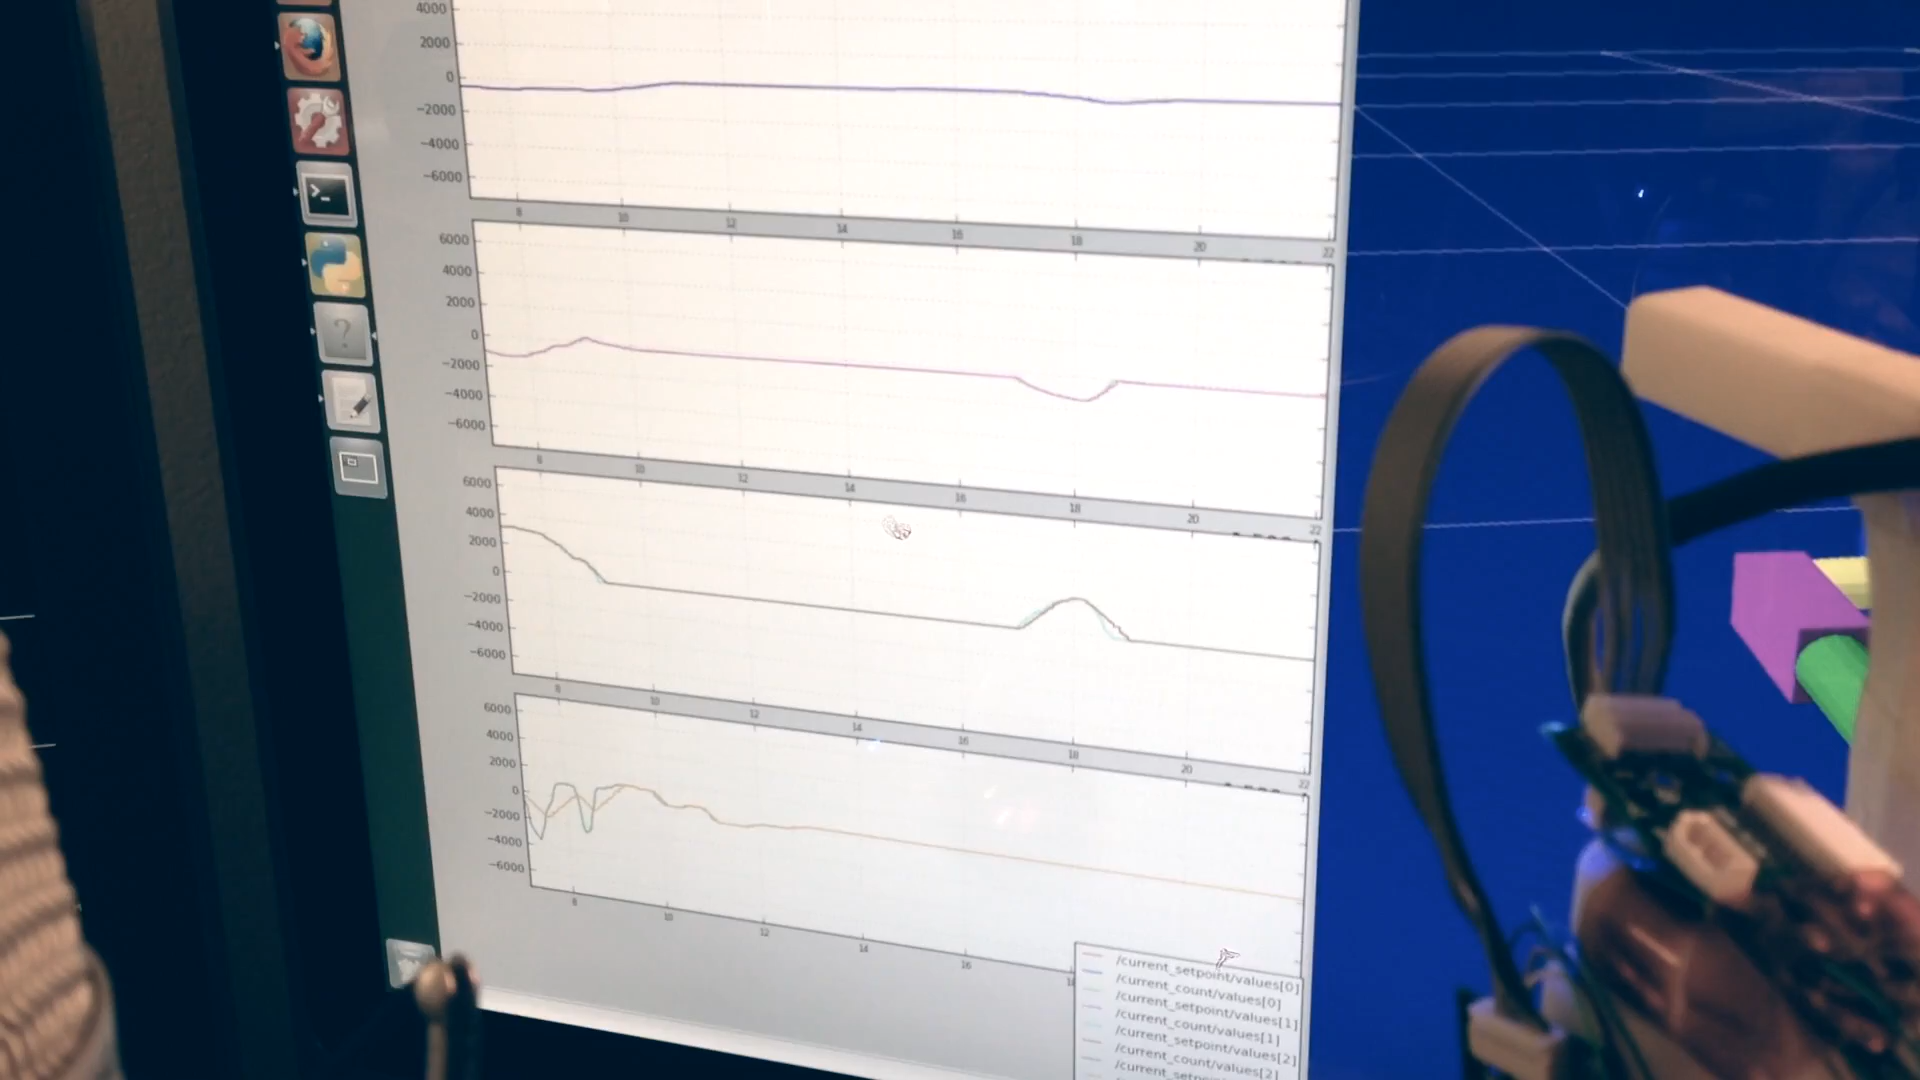 4000
2000
0
−2000
−4000
−6000
8 10 12 14 16 18 20 22
6000
4000
2000
0
−2000
−4000
−6000
8 10 12 14 16 18 20 22
6000
4000
2000
0
−2000
−4000
−6000
8 10 12 14 16 18 20 22
6000
4000
2000
0
−2000
−4000
−6000
8 10 12 14 16
/current_setpoint/values[0]
/current_count/values[0]
/current_setpoint/values[1]
/current_count/values[1]
/current_setpoint/values[2]
/current_count/values[2]